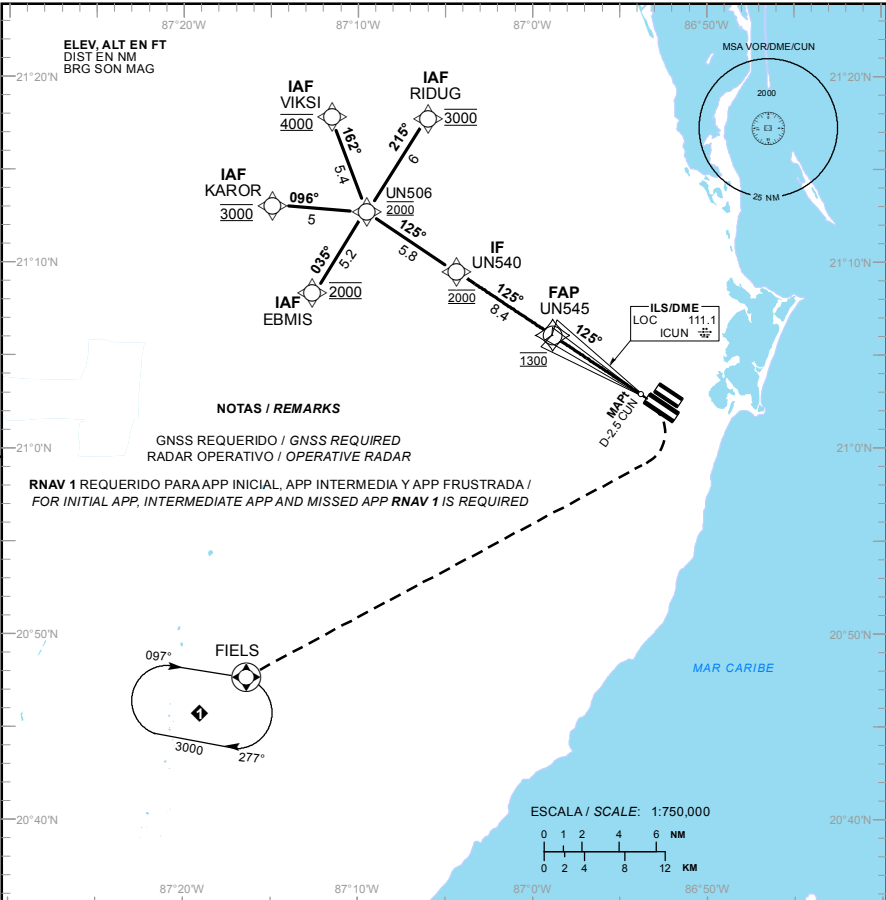 87°20'W 87°10'W 87°0'W 86°50'W
ELEV, ALT EN FT
DIST EN NM
BRG SON MAG
MSA VOR/DME/CUN
2000
25 NM
21°20'N 21°20'N
IAF
VIKSI
4000
IAF
RIDUG
3000
162°
5.4
215°
6
IAF
KAROR
3000
096°
5
UN506
2000
035°
5.2
2000
IAF
EBMIS
125°
5.8
21°10'N 21°10'N
IF
UN540
2000
125°
8.4
FAP
UN545
1300
125°
ILS/DME
LOC 111.1
ICUN
MAPt
D-2.5 CUN
NOTAS / REMARKS
GNSS REQUERIDO / GNSS REQUIRED
RADAR OPERATIVO / OPERATIVE RADAR
21°0'N 21°0'N
RNAV 1 REQUERIDO PARA APP INICIAL, APP INTERMEDIA Y APP FRUSTRADA /
FOR INITIAL APP, INTERMEDIATE APP AND MISSED APP RNAV 1 IS REQUIRED
20°50'N 20°50'N
FIELS
097°
1
3000
277°
MAR CARIBE
20°40'N 20°40'N
ESCALA / SCALE: 1:750,000
0 1 2 4 6 NM
0 2 4 8 12 KM
87°20'W 87°10'W 87°0'W 86°50'W